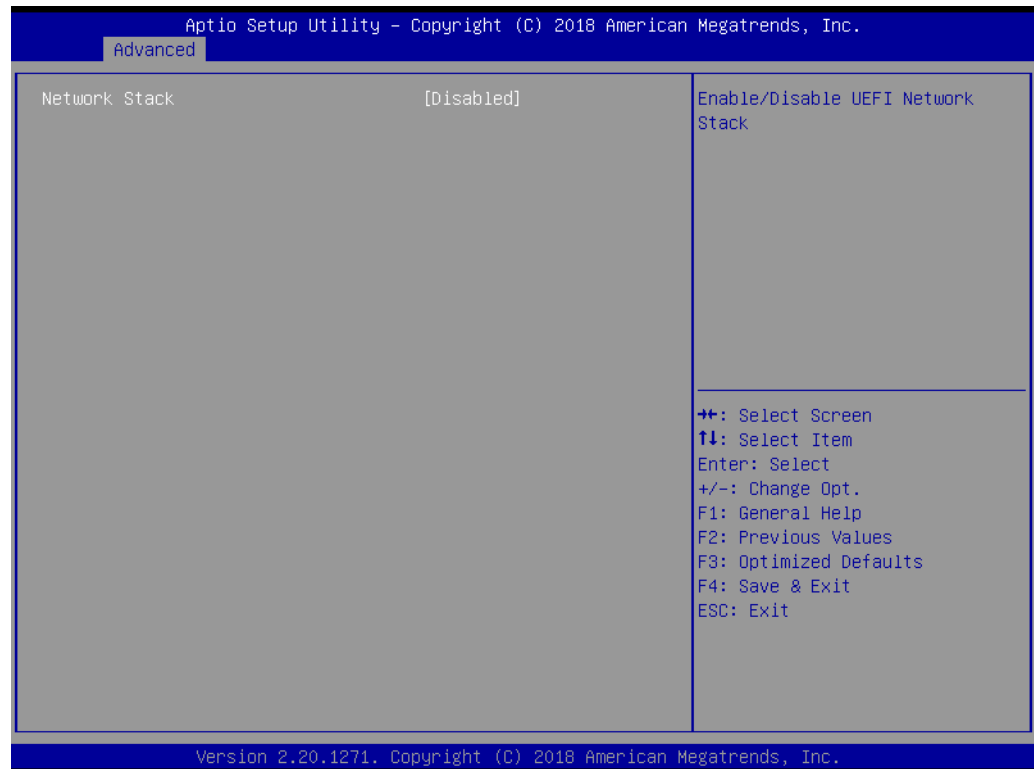 Aptio Setup Utility – Copyright (C) 2018 American Megatrends, Inc.
Advanced
Network Stack [Disabled]
Enable/Disable UEFI Network
Stack
→←: Select Screen
↑↓: Select Item
Enter: Select
+/-: Change Opt.
F1: General Help
F2: Previous Values
F3: Optimized Defaults
F4: Save & Exit
ESC: Exit
Version 2.20.1271. Copyright (C) 2018 American Megatrends, Inc.